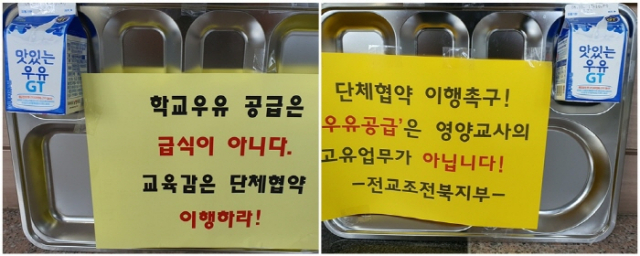 맛있는
우유
GT
학교우유 공급은
급식이 아니다.
교육감은 단체협약
이행하라!
단체협약 이행촉구!
우유공급'은 영양교사의
고유업무가 아닙니다!
-전교조전북지부-
맛있는
우유
GT